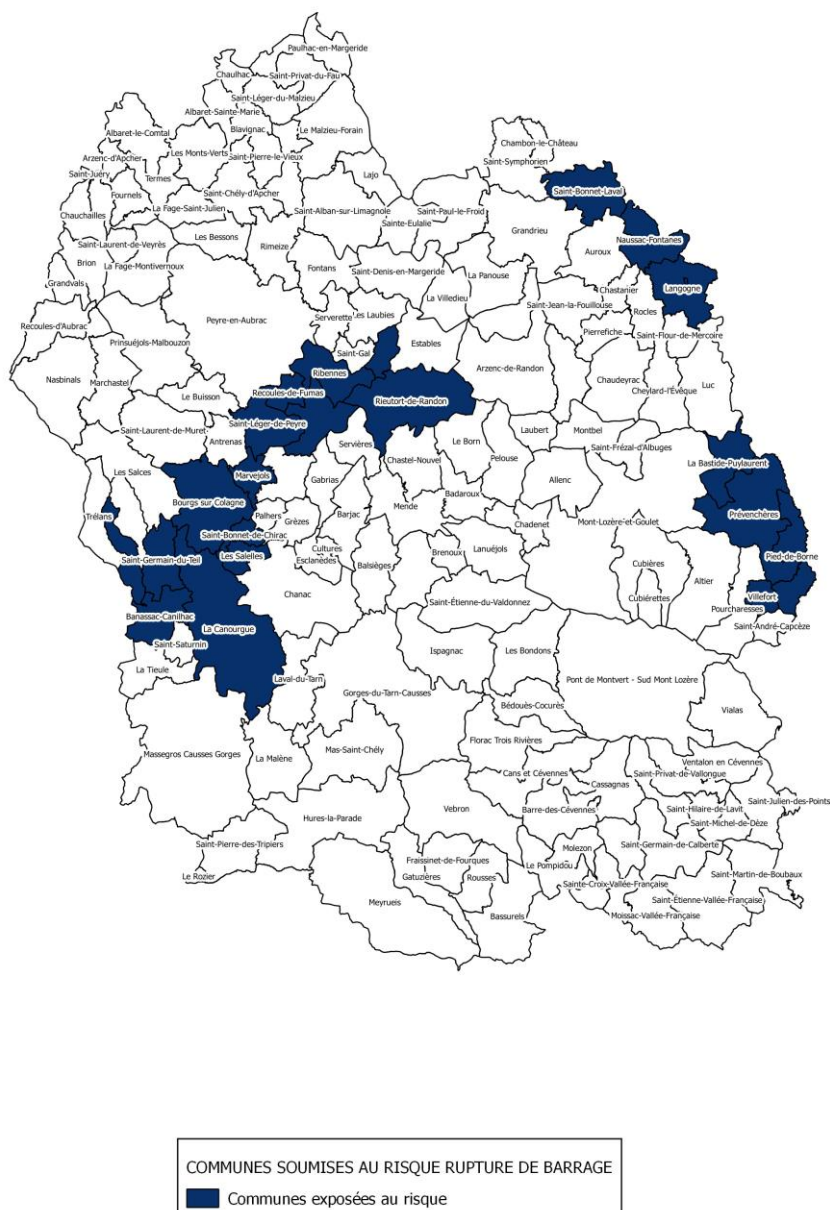 Paulhac-en-Margeride
Chaulhac
Saint-Privat-du-Fau
Saint-Léger-du-Malzieu
Albaret-Sainte-Marie
Albaret-le-Comtal
Blavignac
Le Malzieu-Forain
Chambon-le-Château
Arzenc-d'Apcher
Les Monts-Verts
Saint-Pierre-le-Vieux
Saint-Symphorien
Saint-Juéry
Termes
Lajo
Fournels
Saint-Chély-d'Apcher
Saint-Bonnet-Laval
La Fage-Saint-Julien
Chauchailles
Saint-Alban-sur-Limagnole
Saint-Paul-le-Froid
Sainte-Eulalie
Grandrieu
Les Bessons
Naussac-Fontanes
Saint-Laurent-de-Veyrès
Rimeize
Auroux
Brion
La Fage-Montivernoux
Fontans
Saint-Denis-en-Margeride
La Panouse
Grandvals
Chastanier
Langogne
La Villedieu
Saint-Jean-la-Fouillouse
Rocles
Recoules-d'Aubrac
Peyre-en-Aubrac
Serverette
Les Laubies
Pierrefiche
Saint-Flour-de-Mercoire
Prinsuéjols-Malbouzon
Estables
Saint-Gal
Arzenc-de-Randon
Ribennes
Nasbinals
Marchastel
Chaudeyrac
Luc
Cheylard-l'Évêque
Le Buisson
Recoules-de-Fumas
Rieutort-de-Randon
Saint-Léger-de-Peyre
Saint-Laurent-de-Muret
Laubert
Montbel
Antrenas
Servières
Le Born
Saint-Frézal-d'Albuges
Pelouse
Chastel-Nouvel
La Bastide-Puylaurent
Les Salces
Marvejols
Gabrias
Allenc
Badaroux
Bourgs sur Colagne
Mende
Palhers
Barjac
Prévenchères
Trélans
Grèzes
Chadenet
Mont-Lozère-et-Goulet
Saint-Bonnet-de-Chirac
Cultures
Brenoux
Lanuéjols
Les Salelles
Saint-Germain-du-Teil
Esclanèdes
Balsièges
Cubières
Pied-de-Borne
Altier
Chanac
Cubiérettes
Villefort
Saint-Étienne-du-Valdonnez
Pourcharesses
Banassac-Canilhac
La Canourgue
Saint-André-Capcèze
Saint-Saturnin
Ispagnac
Les Bondons
La Tieule
Laval-du-Tarn
Pont de Montvert - Sud Mont Lozère
Gorges-du-Tarn-Causses
Bédouès-Cocurès
Vialas
Florac Trois Rivières
Massegros Causses Gorges
La Malène
Mas-Saint-Chély
Ventalon en Cévennes
Cans et Cévennes
Saint-Privat-de-Vallongue
Cassagnas
Saint-Julien-des-Points
Vebron
Barre-des-Cévennes
Saint-Hilaire-de-Lavit
Hures-la-Parade
Saint-Michel-de-Dèze
Saint-Pierre-des-Tripiers
Molezon
Saint-Germain-de-Calberte
Fraissinet-de-Fourques
Le Pompidou
Le Rozier
Gatuzières
Rousses
Saint-Martin-de-Boubaux
Sainte-Croix-Vallée-Française
Meyrueis
Saint-Étienne-Vallée-Française
Bassurels
Moissac-Vallée-Française
COMMUNES SOUMISES AU RISQUE RUPTURE DE BARRAGE
Communes exposées au risque